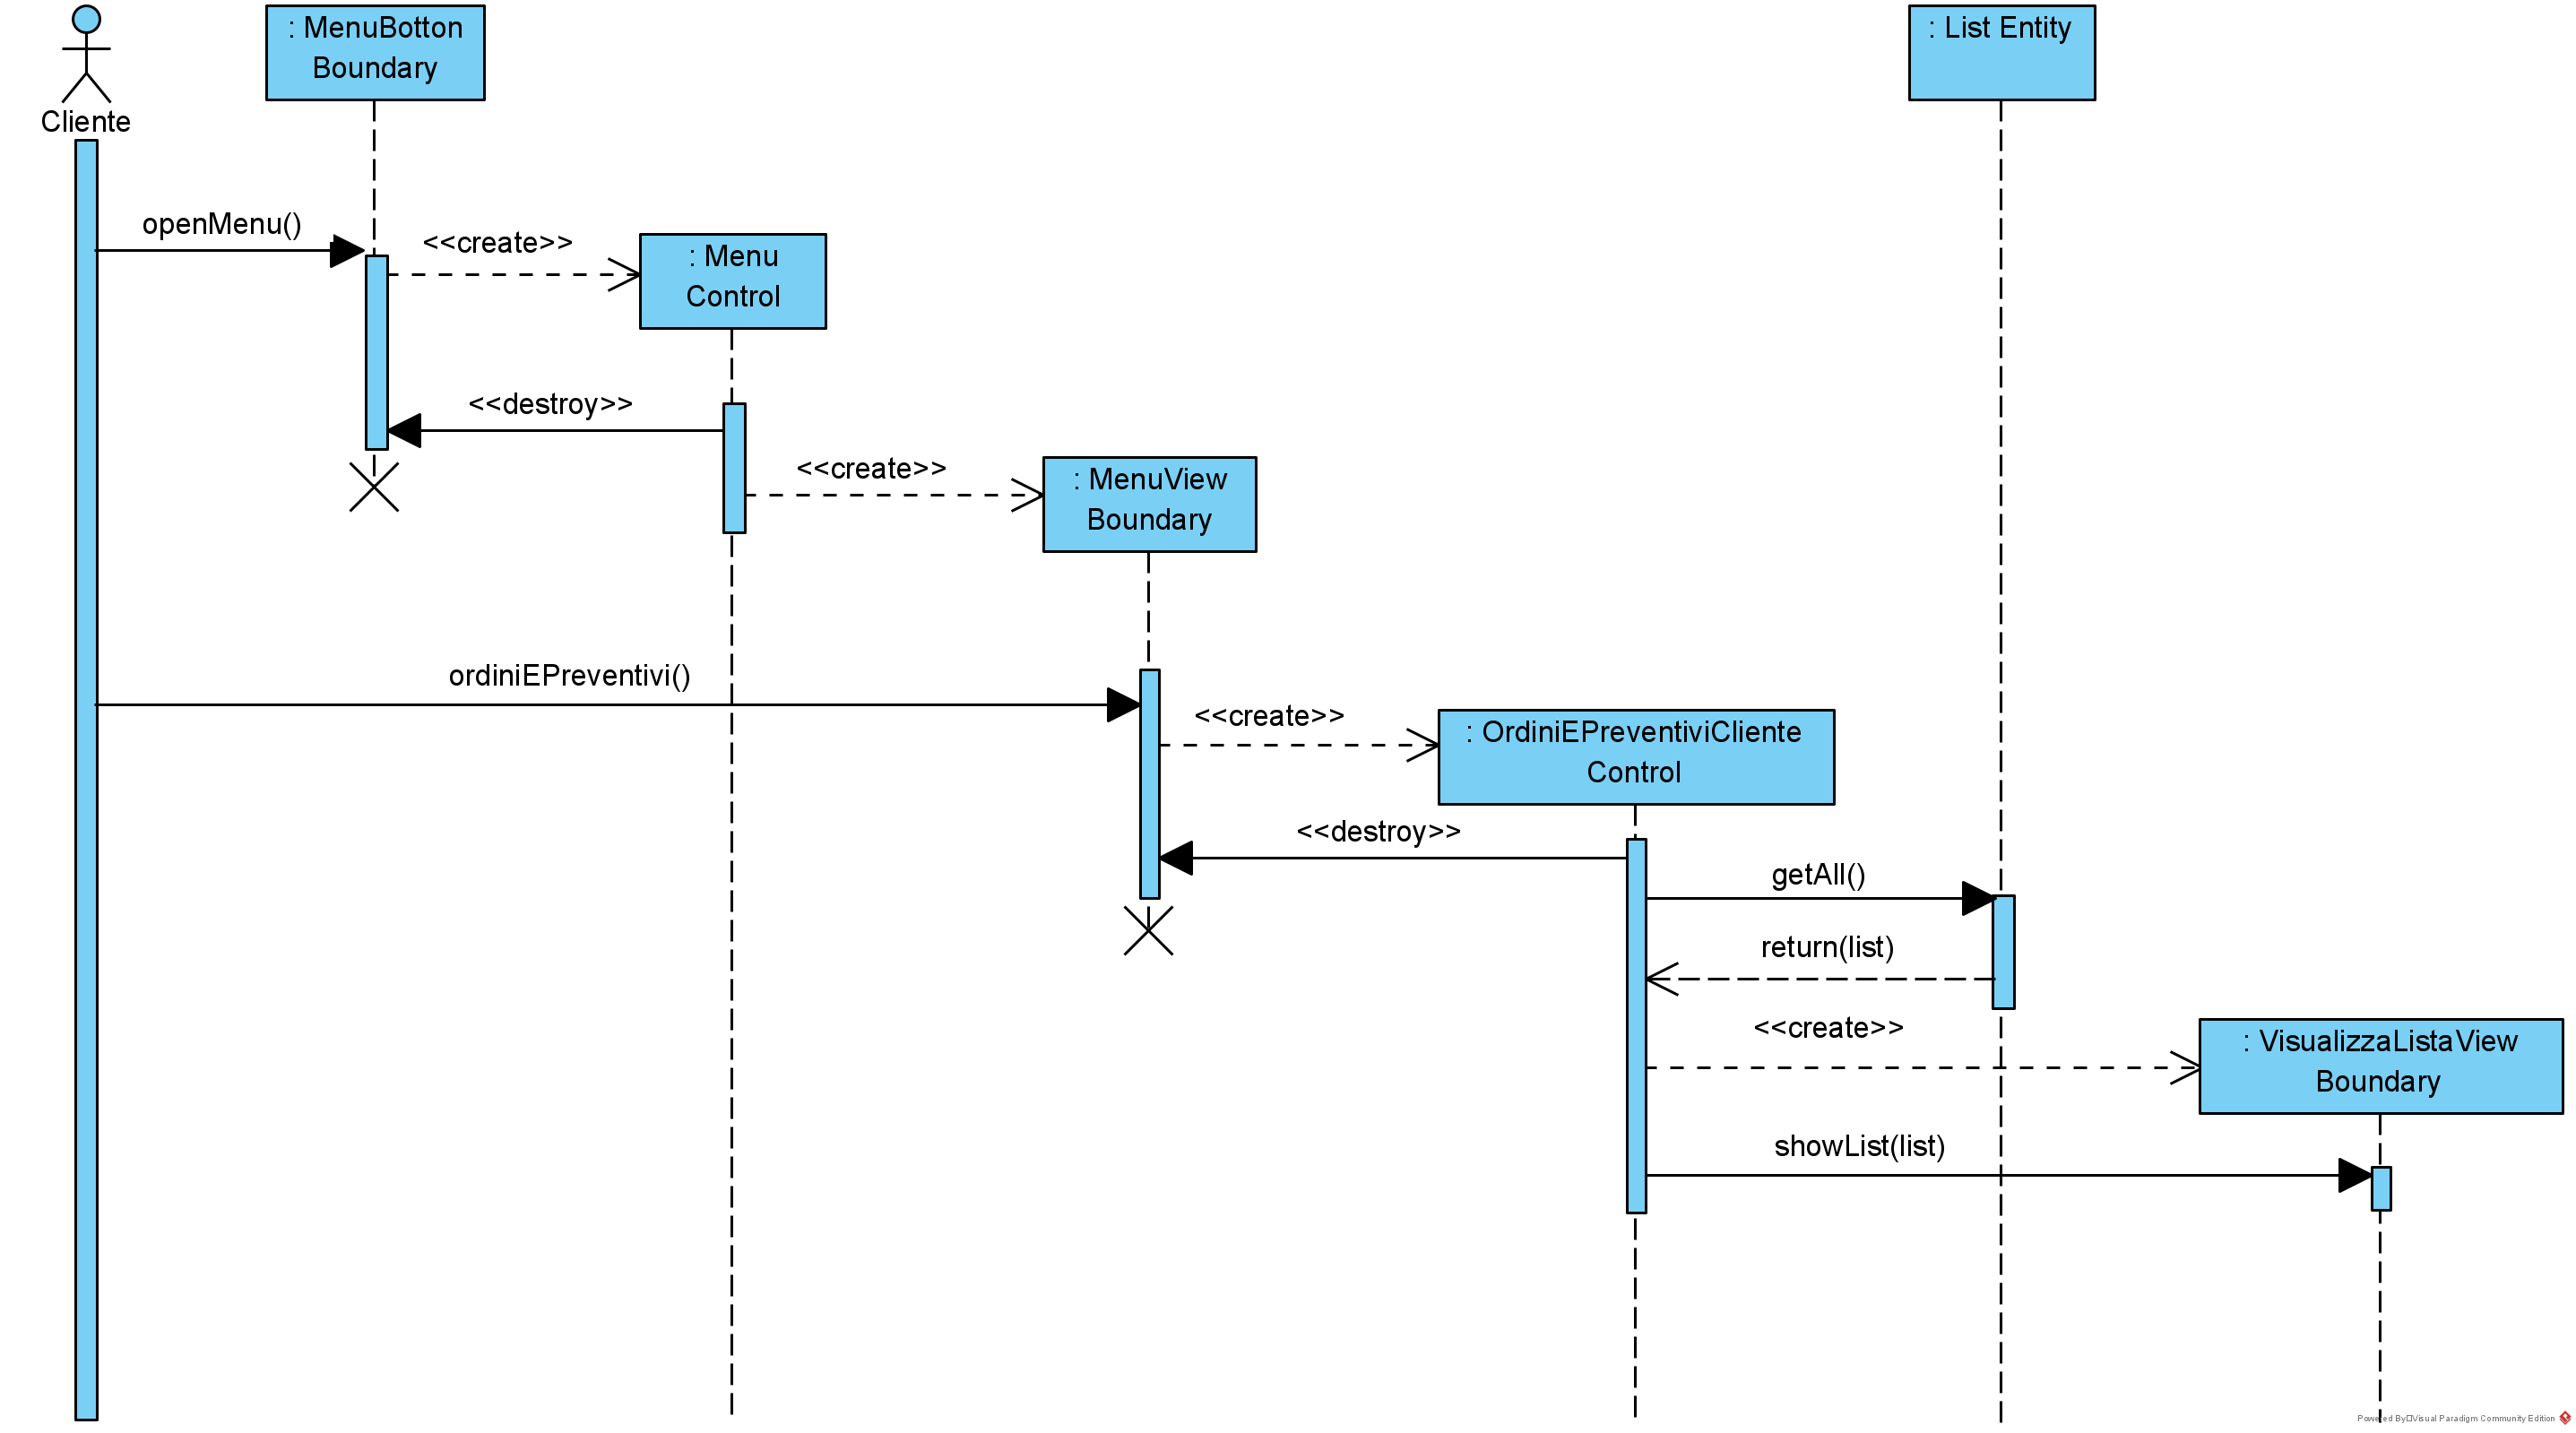 : MenuBotton
Boundary
: List Entity
Cliente
openMenu()
<<create>>
: Menu
Control
<<destroy>>
<<create>>
: MenuView
Boundary
ordiniEPreventivi()
<<create>>
: OrdiniEPreventiviCliente
Control
<<destroy>>
getAll()
return(list)
<<create>>
: VisualizzaListaView
Boundary
showList(list)
Powered By□Visual Paradigm Community Edition